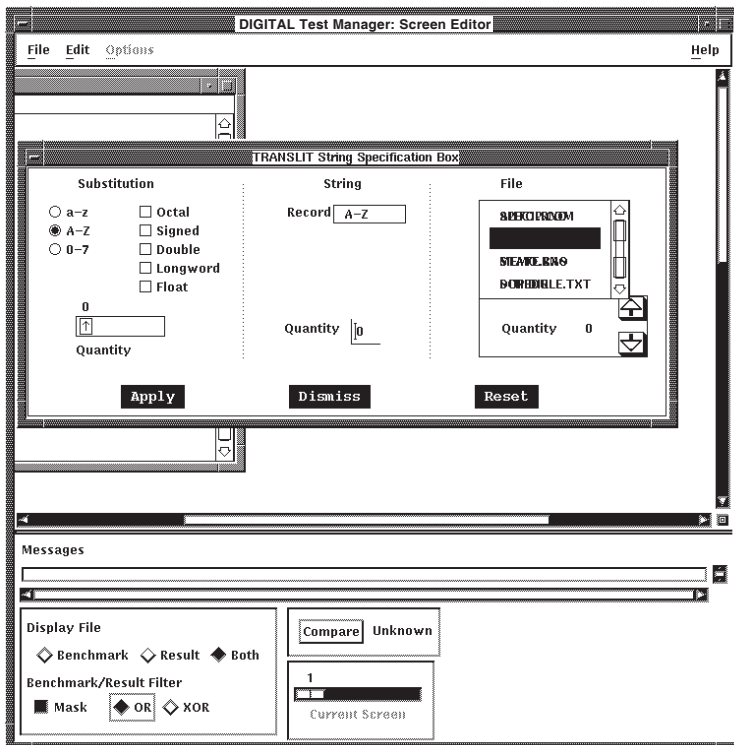 DIGITAL Test Manager: Screen Editor
File Edit Options Help
TRANSLIT String Specification Box
Substitution String File
a-z Octal Record A-Z
A-Z Signed
0-7 Double
Longword
Float
.TXT
0
Quantity 0 Quantity 0
Quantity
Apply Dismiss Reset
Messages
Display File
Benchmark Result Both
Benchmark/Result Filter
Mask OR XOR
Compare Unknown
1
Current Screen